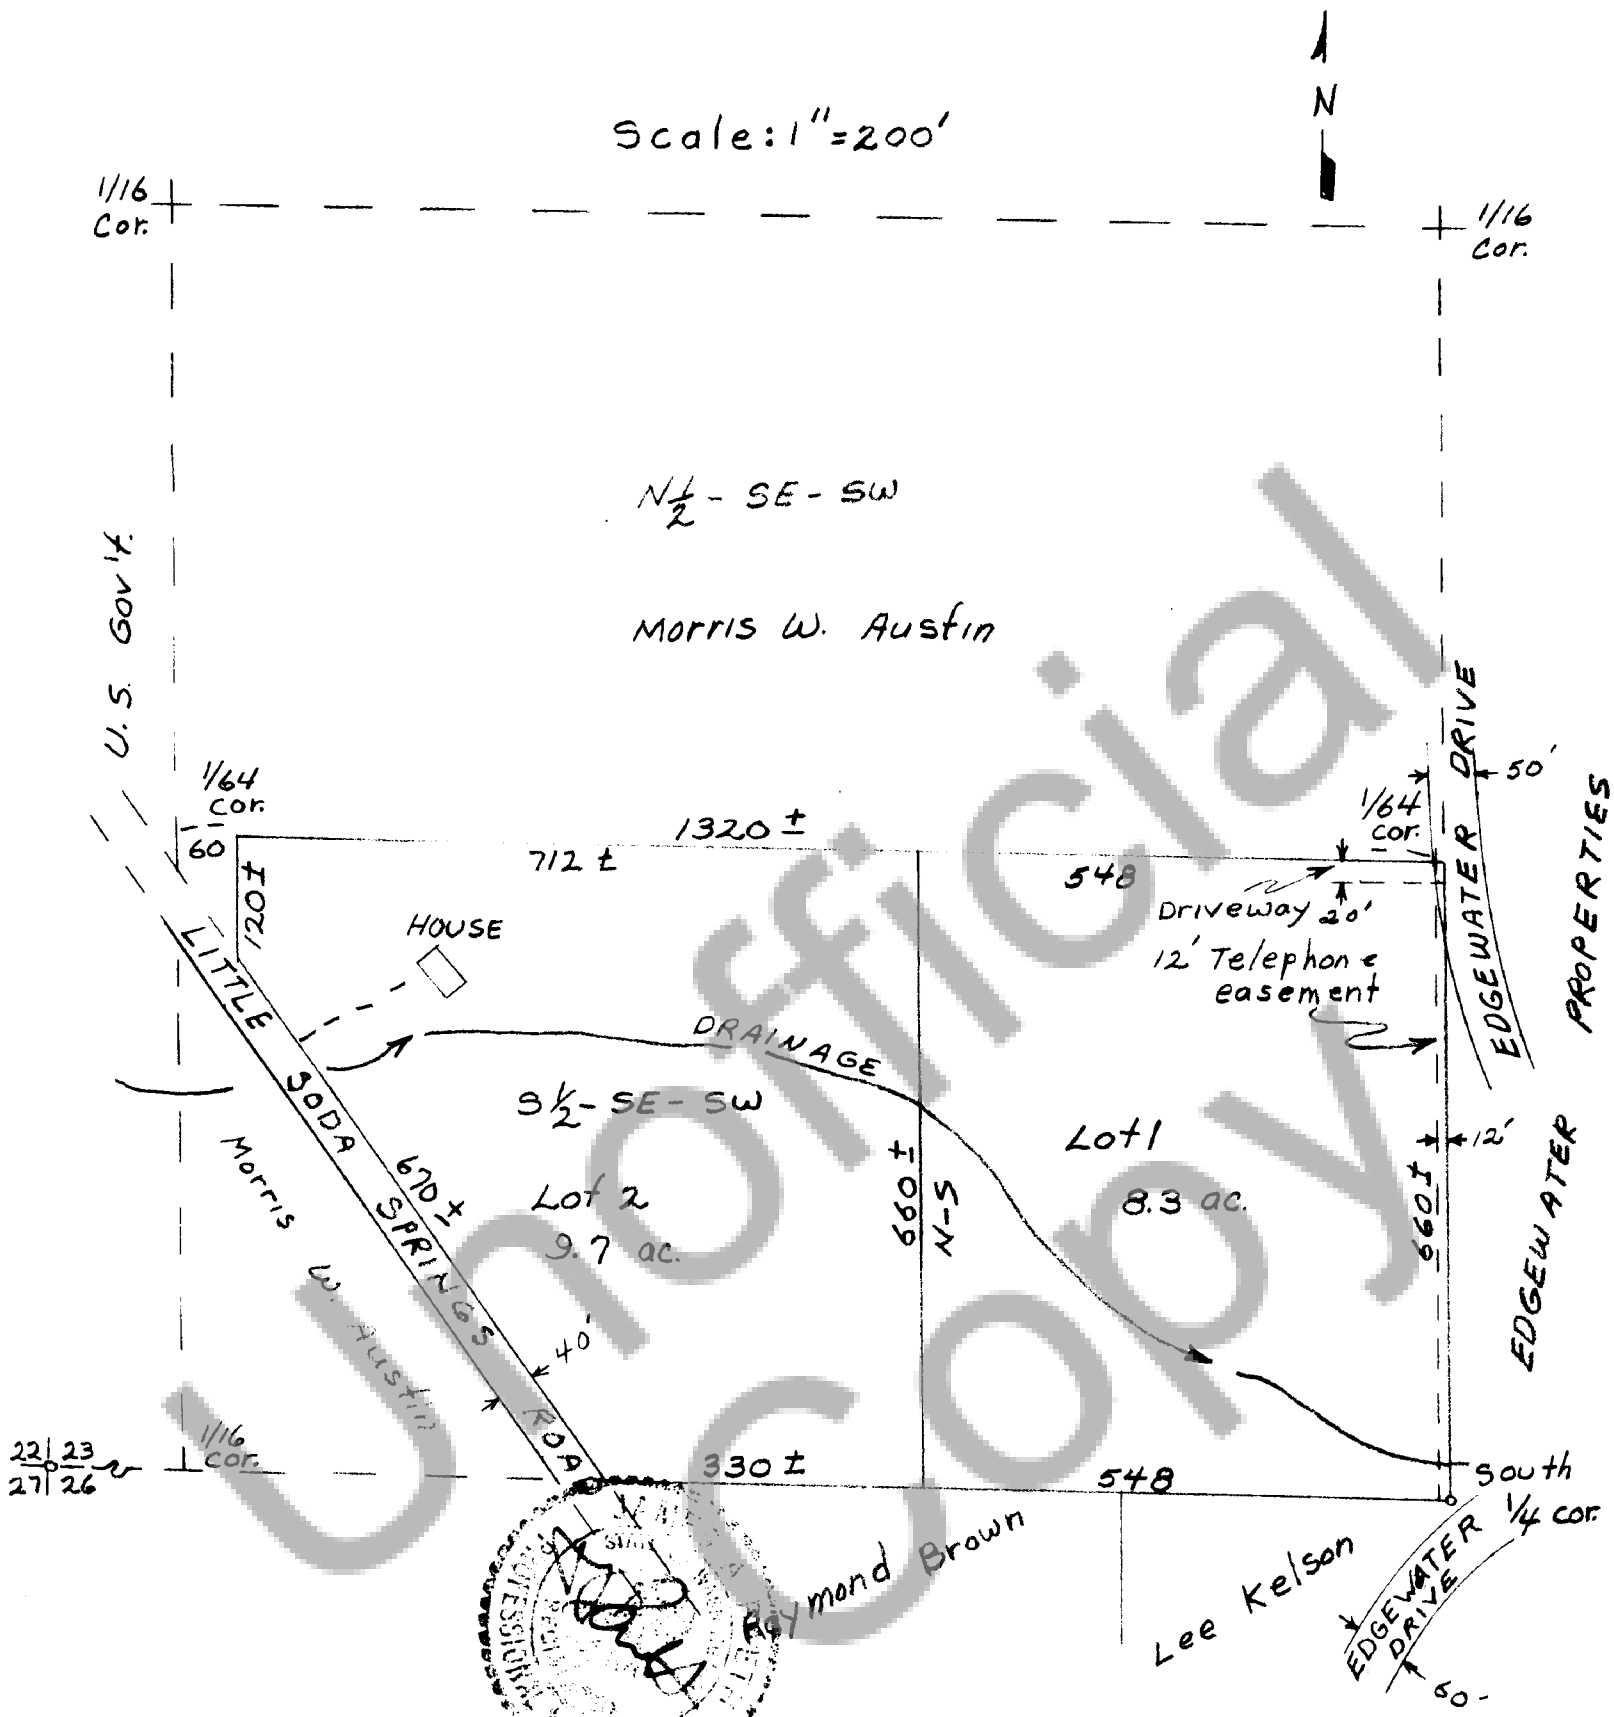 N
Scale: 1"=200'
1/16
Cor.
1/16
Cor.
N½ - SE - SW
U.S. Gov't.
Morris W. Austin
1/64
cor.
60
1320 ±
712 ±
548
120 ±
1/64
cor.
50'
EDGEWATER DRIVE
EDGEWATER PROPERTIES
Driveway 20'
12' Telephone
easement
HOUSE
LITTLE SODA SPRINGS ROAD
DRAINAGE
S½ - SE - SW
670 ±
Lot 2
9.7 ac.
660 ±
N-S
Lot 1
8.3 ac.
12'
660 ±
Morris W. Austin
40'
22 23
27 26
1/16
cor.
330 ±
548
South
1/4 cor.
Raymond Brown
Lee Kelson
EDGEWATER
DRIVE
60-
Unofficial
Copy